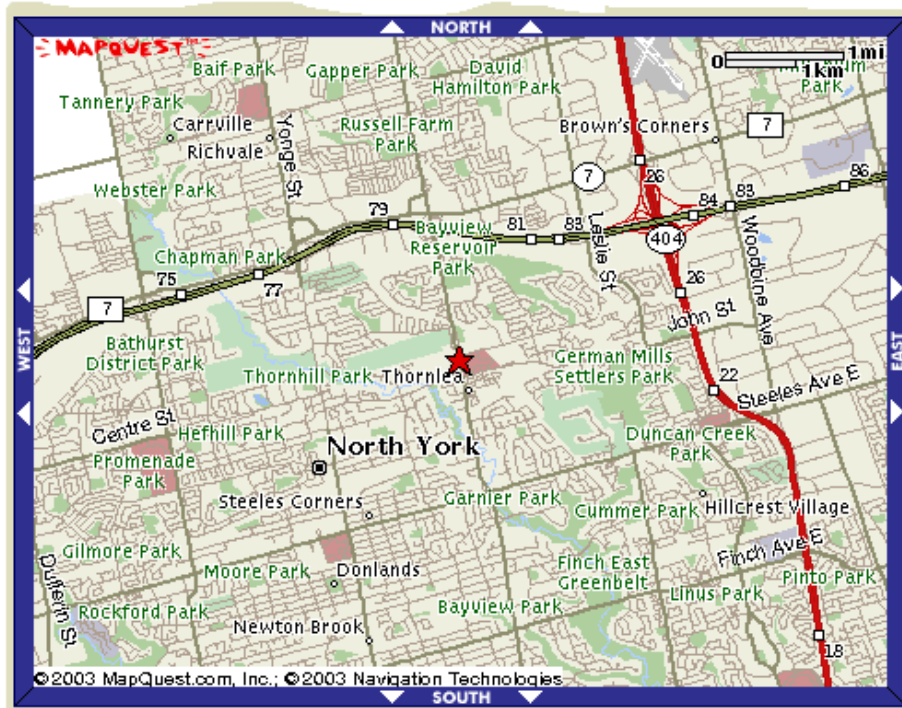 NORTH
MAPQUEST
0 1mi
1km
Baif Park
Gapper Park
David
Hamilton Park
Park
Tannery Park
Carrville
Richvale
Yonge St
Russell Farm
Park
Brown's Corners
7
7
26
86
Webster Park
79
81
83
84
83
Bayview
Reservoir
Park
Leslie St
404
Woodbine Ave
Chapman Park
75
77
26
7
John St
WEST
EAST
Bathurst
District Park
Thornhill Park
Thornlea
German Mills
Settlers Park
22
Steeles Ave E
Centre St
Hefhill Park
North York
Duncan Creek
Park
Promenade
Park
Steeles Corners
Garnier Park
Cummer Park
Hillcrest Village
Gilmore Park
Moore Park
Donlands
Finch East
Greenbelt
Finch Ave E
Pinto Park
Linus Park
Dufferin St
Rockford Park
Bayview Park
Newton Brook
18
©2003 MapQuest.com, Inc.; ©2003 Navigation Technologies
SOUTH